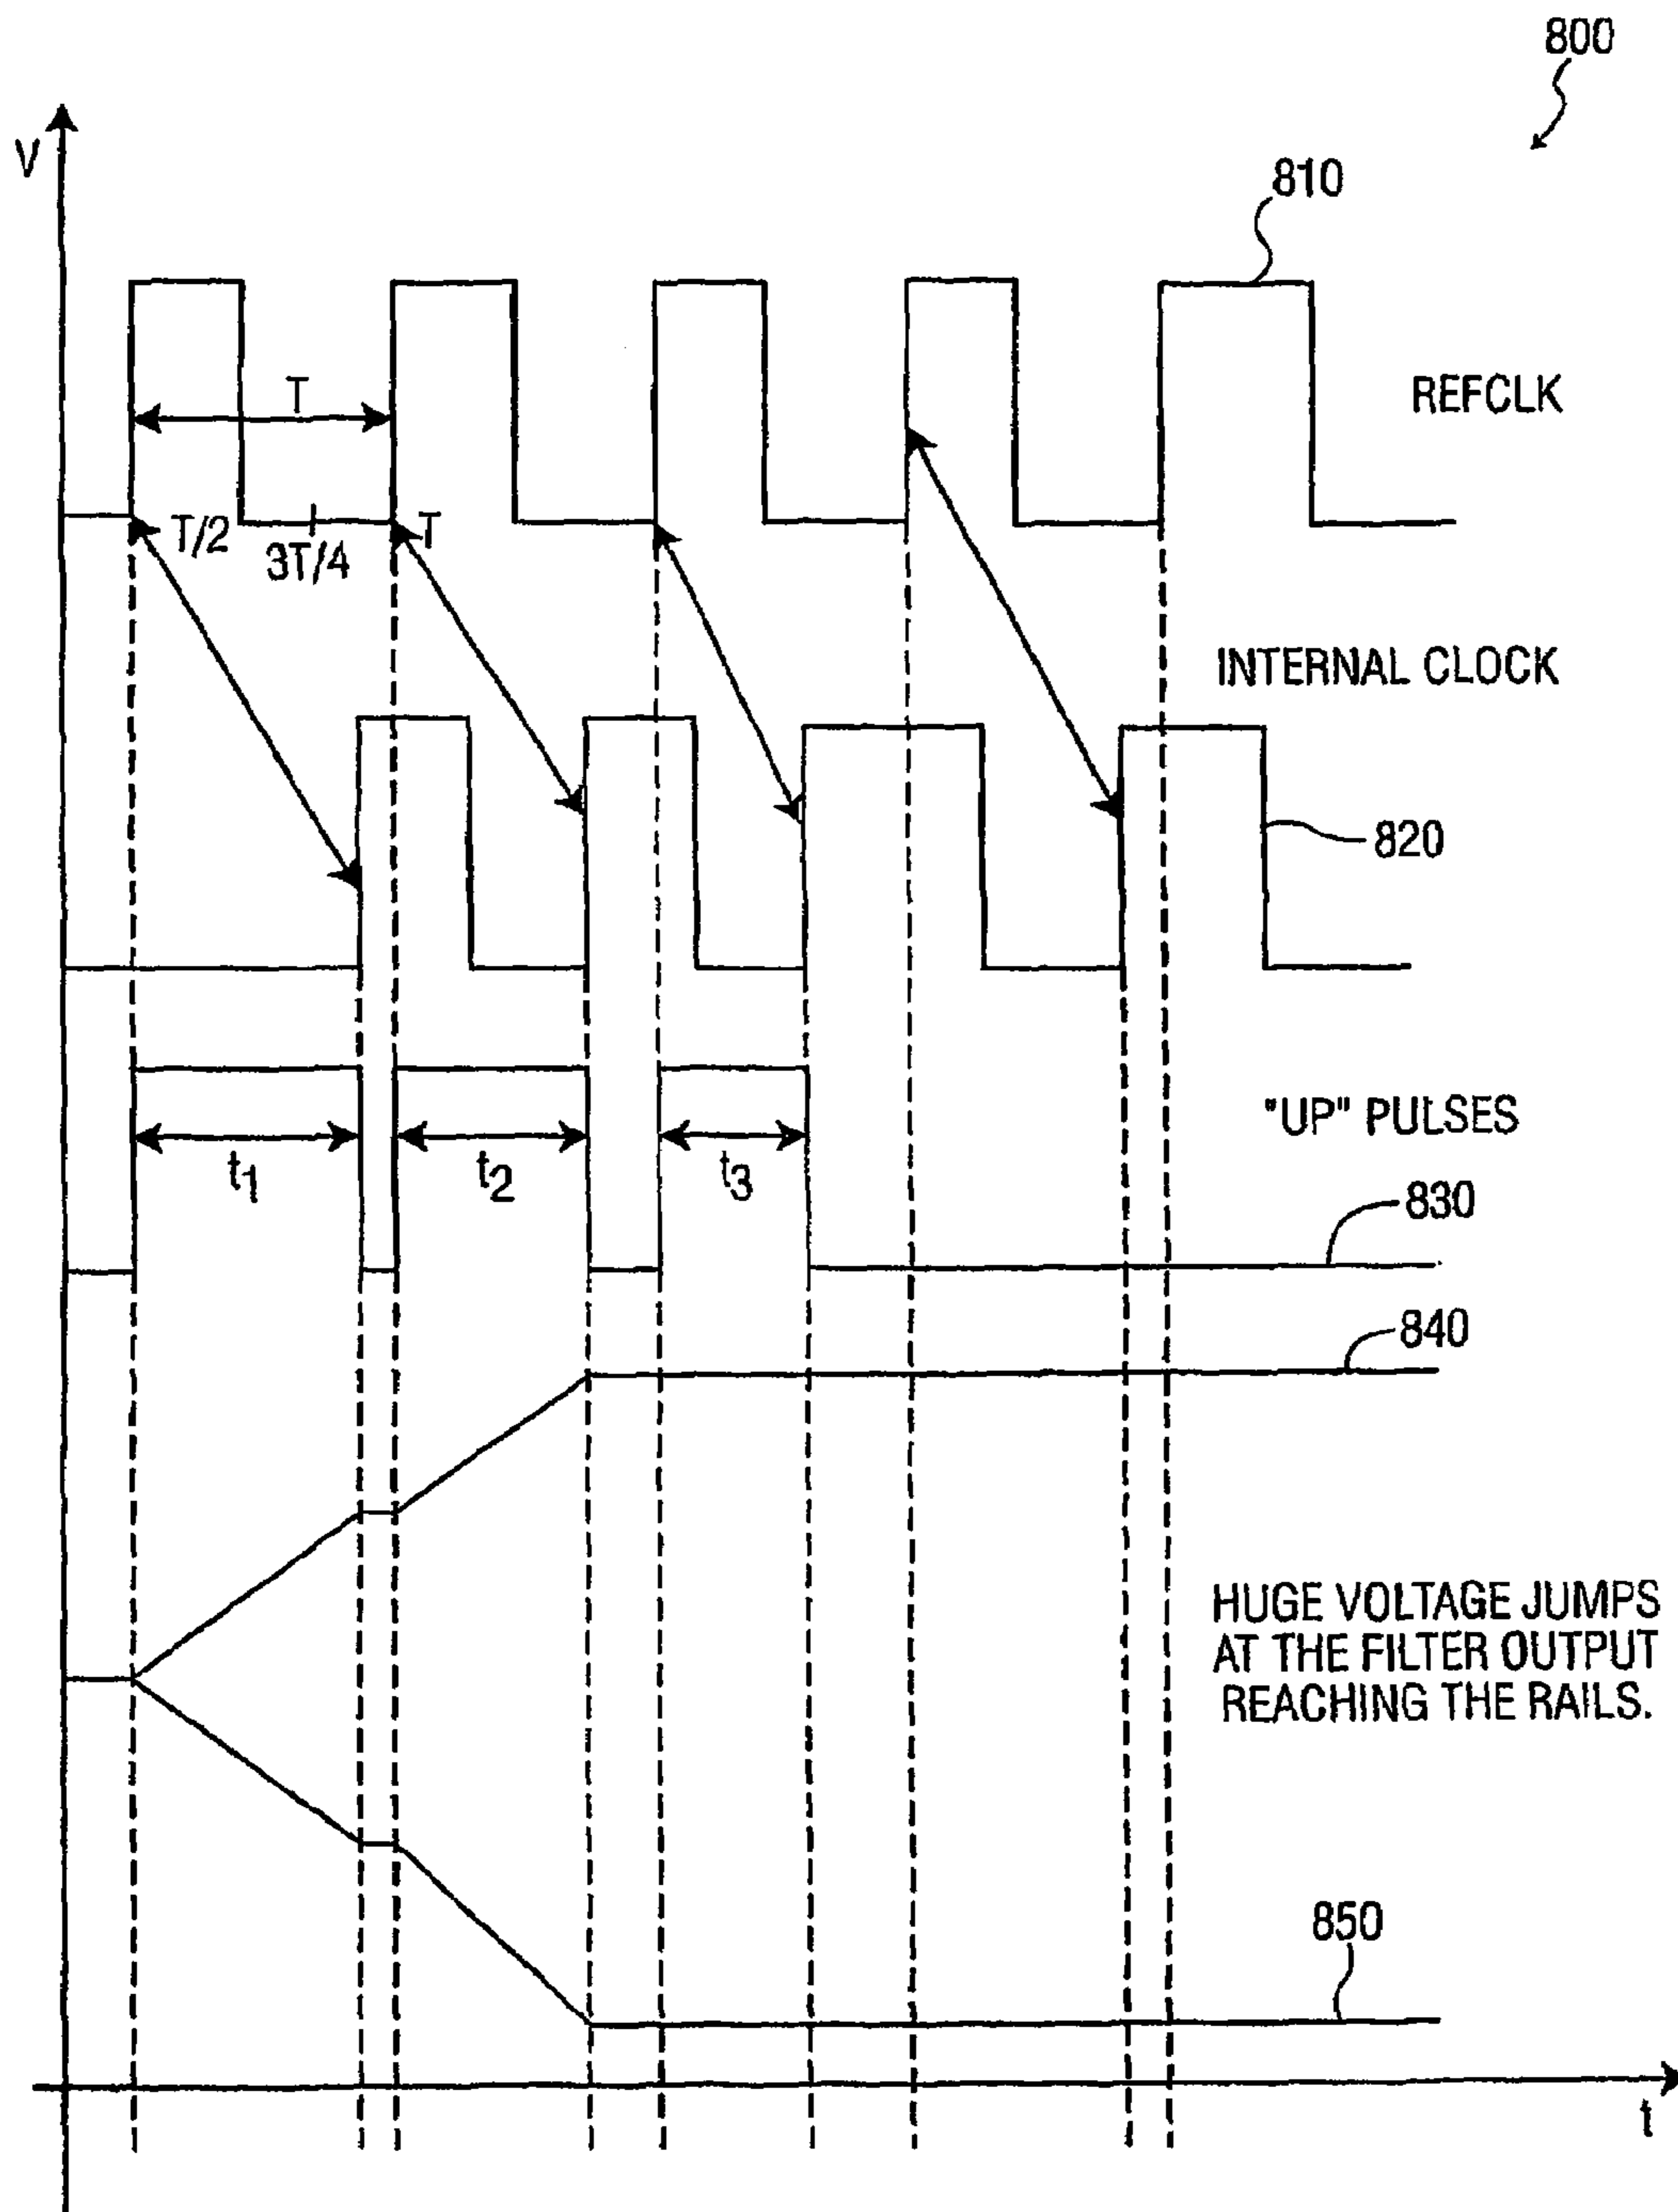 800
V
810
T
REFCLK
T/2
3T/4
T
INTERNAL CLOCK
820
"UP" PULSES
t1
t2
t3
830
840
HUGE VOLTAGE JUMPS
AT THE FILTER OUTPUT
REACHING THE RAILS.
850
t